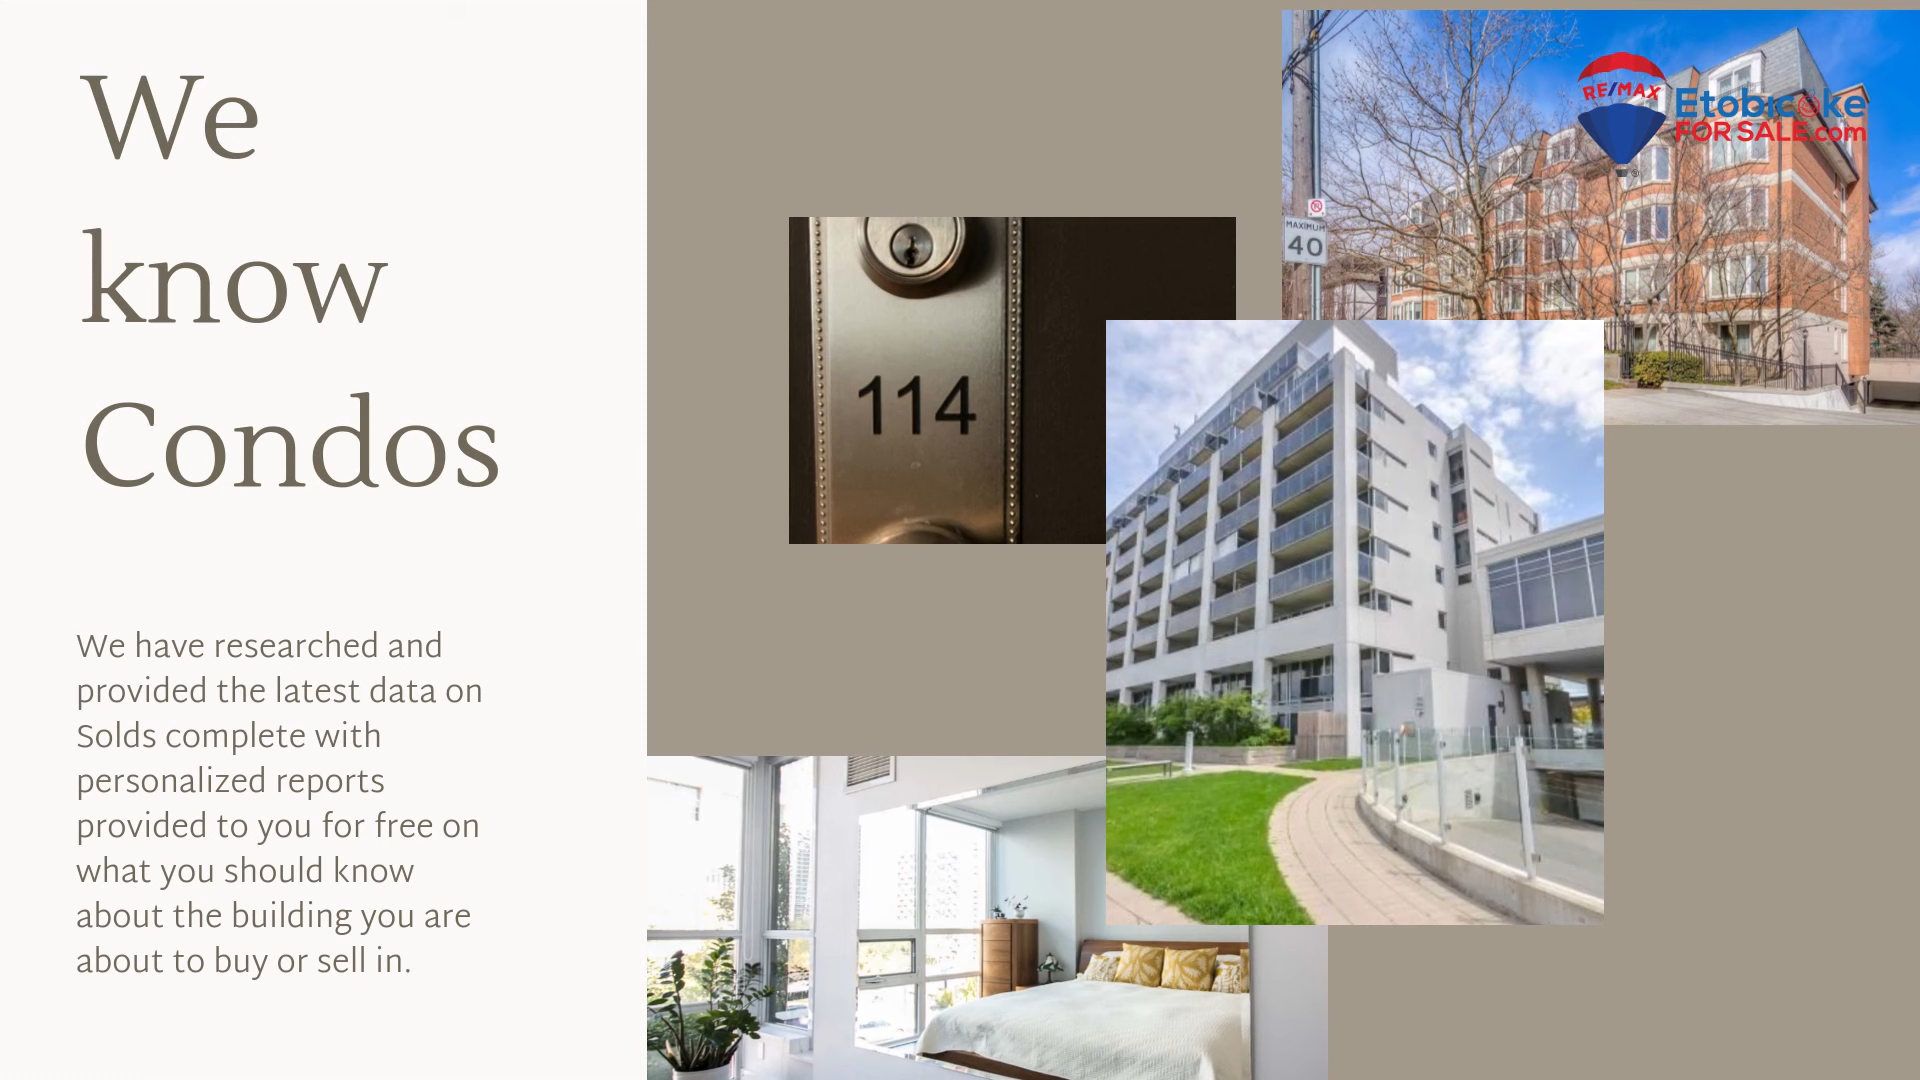 We
know
Condos
We have researched and
provided the latest data on
Solds complete with
personalized reports
provided to you for free on
what you should know
about the building you are
about to buy or sell in.
114
MAXIMUM
40
RE/MAX
Etobicoke
FOR SALE.com